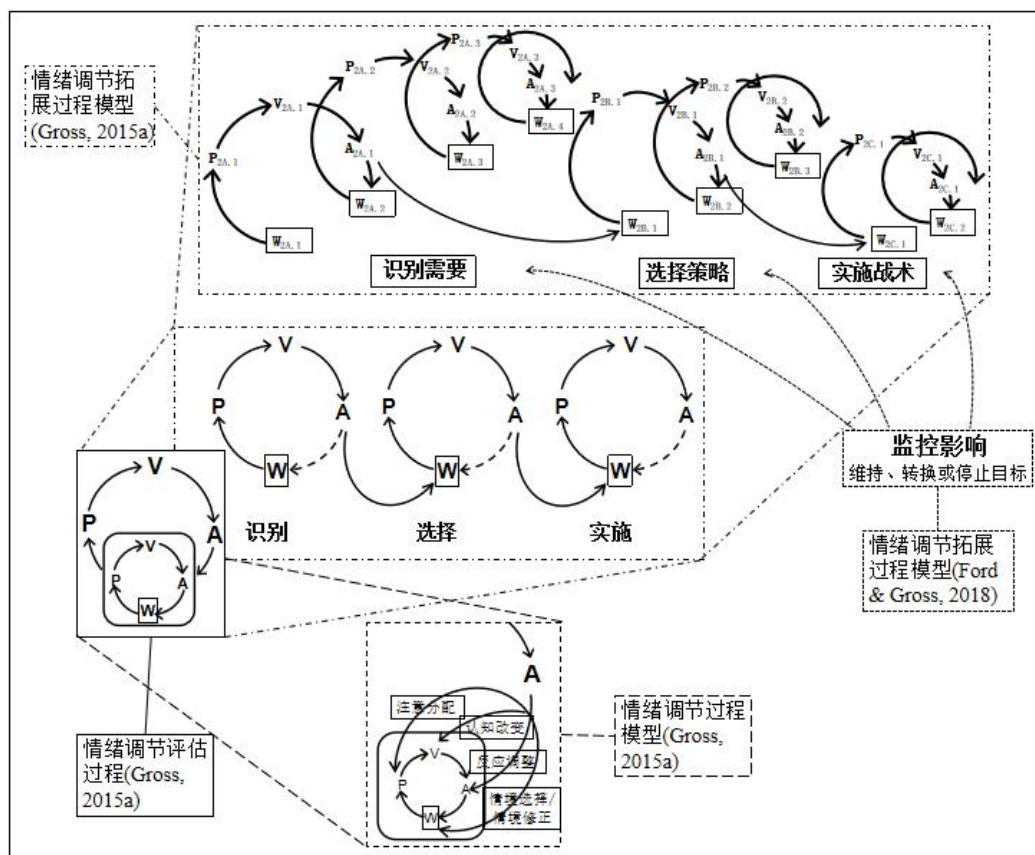 情绪调节拓
展过程模型
(Gross, 2015a)
W2A.1
P2A.1
V2A.1
A2A.1
W2A.2
P2A.2
V2A.2
A2A.2
W2A.3
P2A.3
V2A.3
A2A.3
W2A.4
W2B.1
P2B.1
V2B.1
A2B.1
W2B.2
P2B.2
V2B.2
A2B.2
W2B.3
W2C.1
P2C.1
V2C.1
A2C.1
W2C.2
识别需要
选择策略
实施战术
V
P
A
W
识别
V
P
A
W
选择
V
P
A
W
实施
监控影响
维持、转换或停止目标
情绪调节拓展
过程模型(Ford
& Gross, 2018)
V
P
A
V
P
A
W
情绪调节评估
过程(Gross,
2015a)
A
注意分配
认知改变
反应调整
情境选择/
情境修正
V
P
A
W
情绪调节过程
模型(Gross,
2015a)